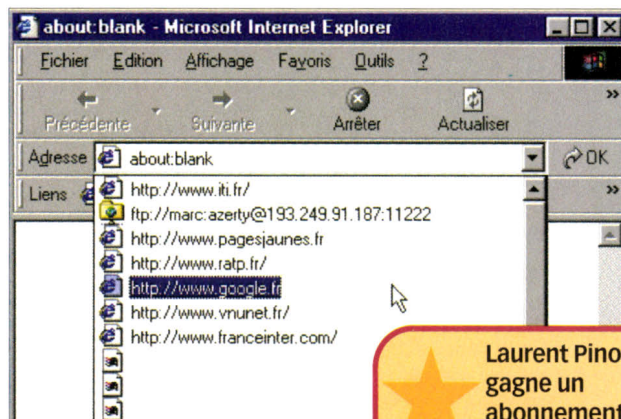 about:blank - Microsoft Internet Explorer
Fichier Edition Affichage Favoris Outils ?
Précédente Suivante Arrêter Actualiser »
Adresse about:blank OK
Liens »
http://www.iti.fr/
ftp://marc:azerty@193.249.91.187:11222
http://www.pagesjaunes.fr
http://www.ratp.fr/
http://www.google.fr
http://www.vnunet.fr/
http://www.franceinter.com/
Laurent Pino
gagne un
abonnement